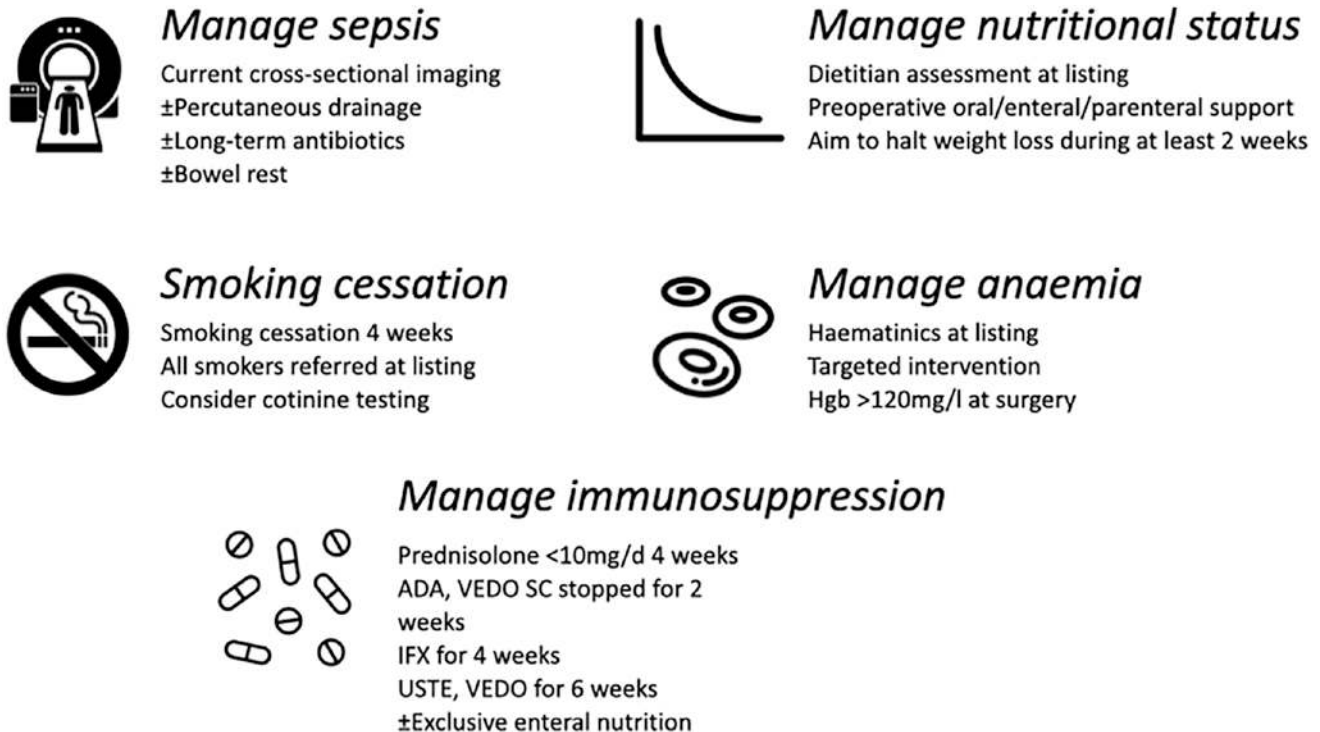 Manage sepsis
Current cross-sectional imaging
±Percutaneous drainage
±Long-term antibiotics
±Bowel rest
Manage nutritional status
Dietitian assessment at listing
Preoperative oral/enteral/parenteral support
Aim to halt weight loss during at least 2 weeks
Smoking cessation
Smoking cessation 4 weeks
All smokers referred at listing
Consider cotinine testing
Manage anaemia
Haematinics at listing
Targeted intervention
Hgb >120mg/l at surgery
Manage immunosuppression
Prednisolone <10mg/d 4 weeks
ADA, VEDO SC stopped for 2
weeks
IFX for 4 weeks
USTE, VEDO for 6 weeks
±Exclusive enteral nutrition